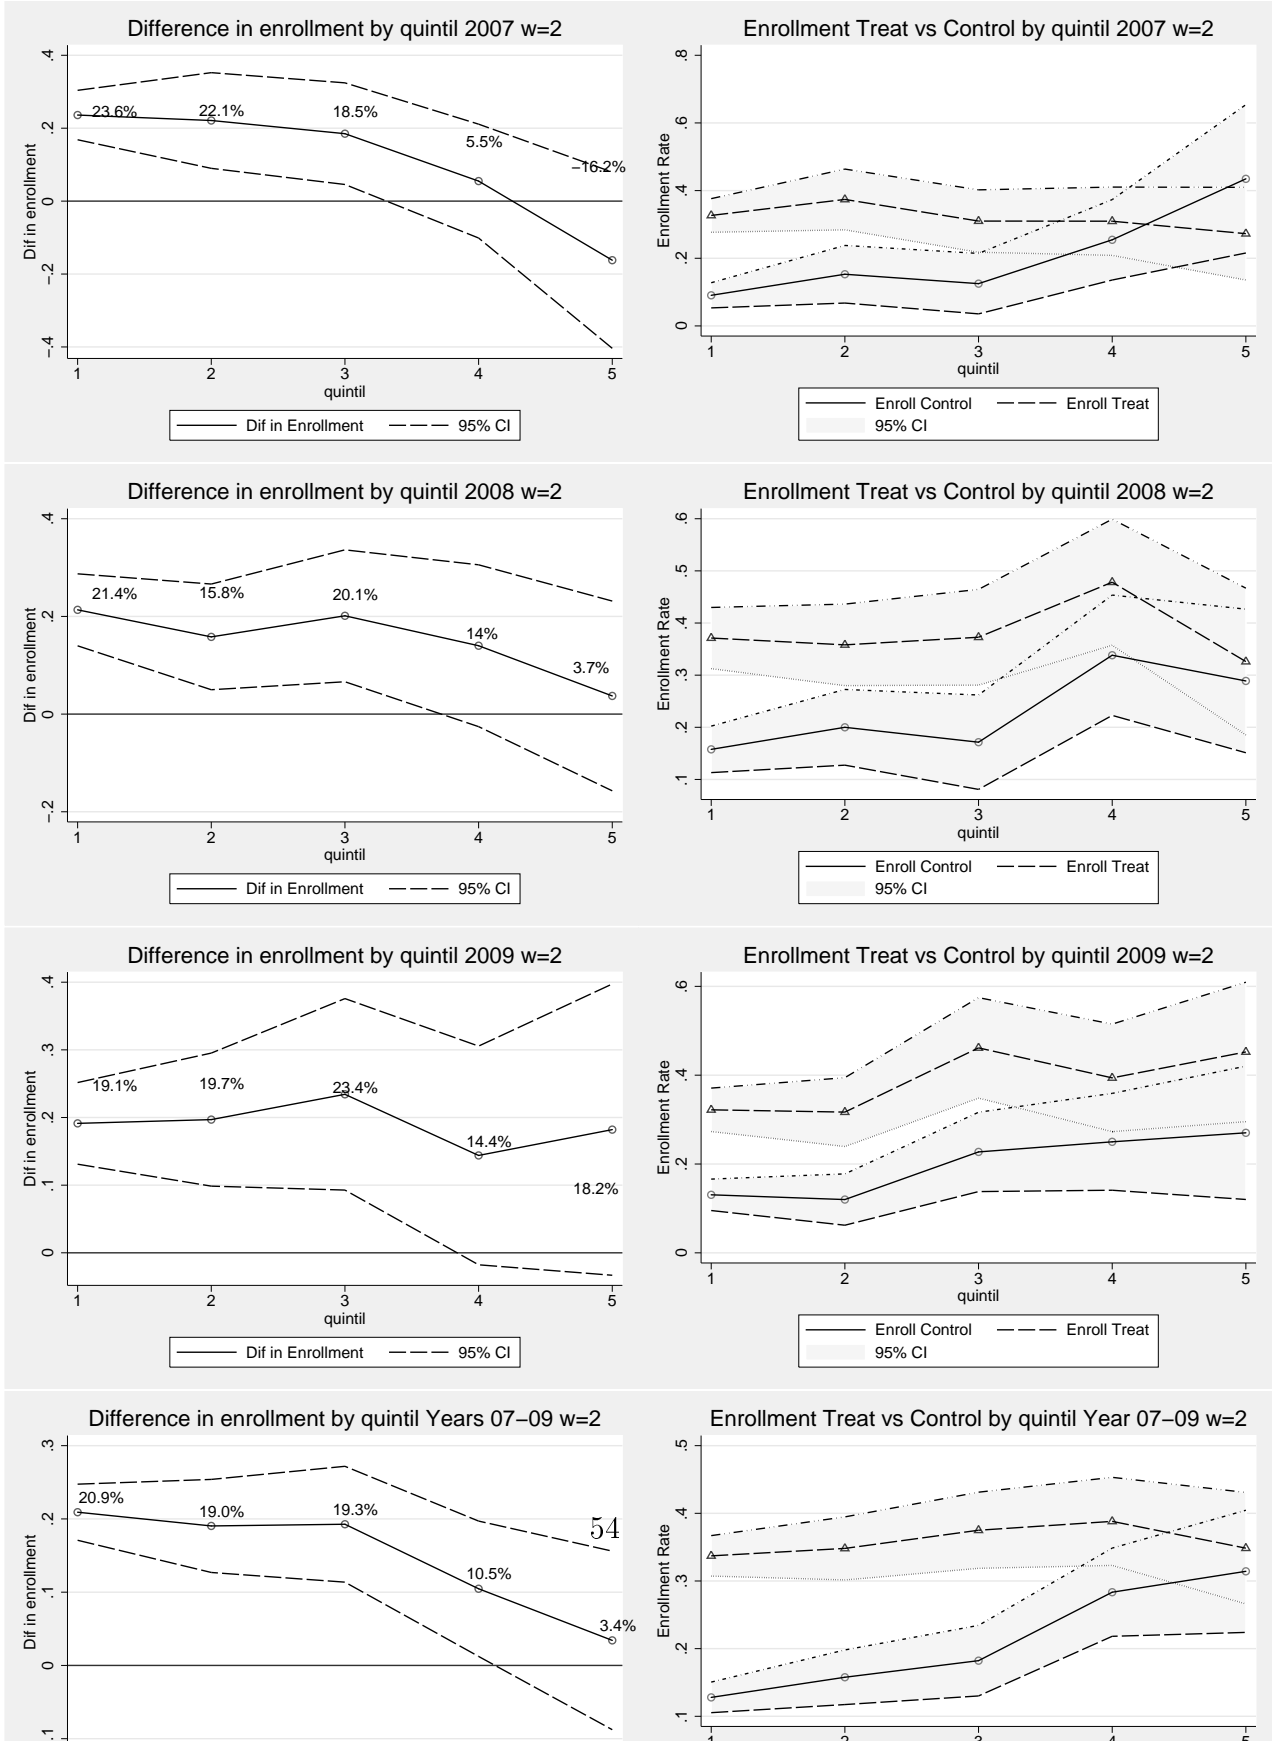 Difference in enrollment by quintil 2007 w=2
Dif in enrollment
.4
.2
0
−.2
−.4
23.6%
22.1%
18.5%
5.5%
−16.2%
1 2 3 4 5
quintil
Dif in Enrollment 95% CI
Enrollment Treat vs Control by quintil 2007 w=2
Enrollment Rate
.8
.6
.4
.2
0
1 2 3 4 5
quintil
Enroll Control Enroll Treat
95% CI
Difference in enrollment by quintil 2008 w=2
Dif in enrollment
.4
.2
0
−.2
21.4%
15.8%
20.1%
14%
3.7%
1 2 3 4 5
quintil
Dif in Enrollment 95% CI
Enrollment Treat vs Control by quintil 2008 w=2
Enrollment Rate
.6
.5
.4
.3
.2
.1
1 2 3 4 5
quintil
Enroll Control Enroll Treat
95% CI
Difference in enrollment by quintil 2009 w=2
Dif in enrollment
.4
.3
.2
.1
0
19.1%
19.7%
23.4%
14.4%
18.2%
1 2 3 4 5
quintil
Dif in Enrollment 95% CI
Enrollment Treat vs Control by quintil 2009 w=2
Enrollment Rate
.6
.4
.2
0
1 2 3 4 5
quintil
Enroll Control Enroll Treat
95% CI
Difference in enrollment by quintil Years 07−09 w=2
Dif in enrollment
.3
.2
.1
0
.1
20.9%
19.0%
19.3%
10.5%
3.4%
54
Enrollment Treat vs Control by quintil Year 07−09 w=2
Enrollment Rate
.5
.4
.3
.2
.1